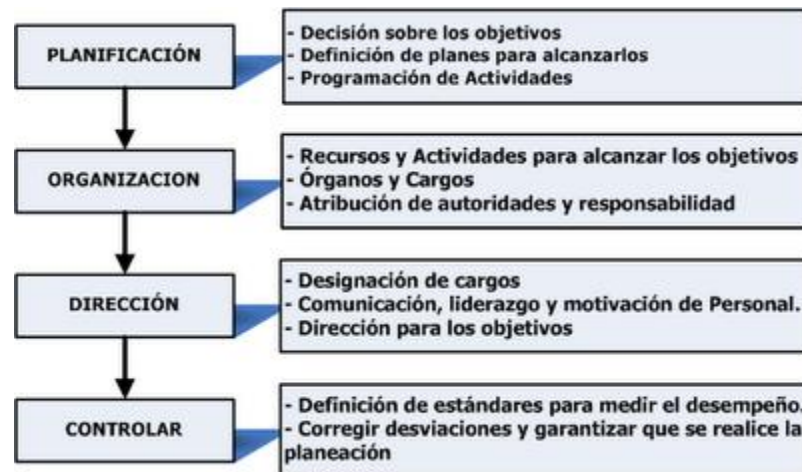 PLANIFICACIÓN
- Decisión sobre los objetivos
- Definición de planes para alcanzarlos
- Programación de Actividades
ORGANIZACION
- Recursos y Actividades para alcanzar los objetivos
- Órganos y Cargos
- Atribución de autoridades y responsabilidad
DIRECCIÓN
- Designación de cargos
- Comunicación, liderazgo y motivación de Personal.
- Dirección para los objetivos
CONTROLAR
- Definición de estándares para medir el desempeño.
- Corregir desviaciones y garantizar que se realice la
planeación